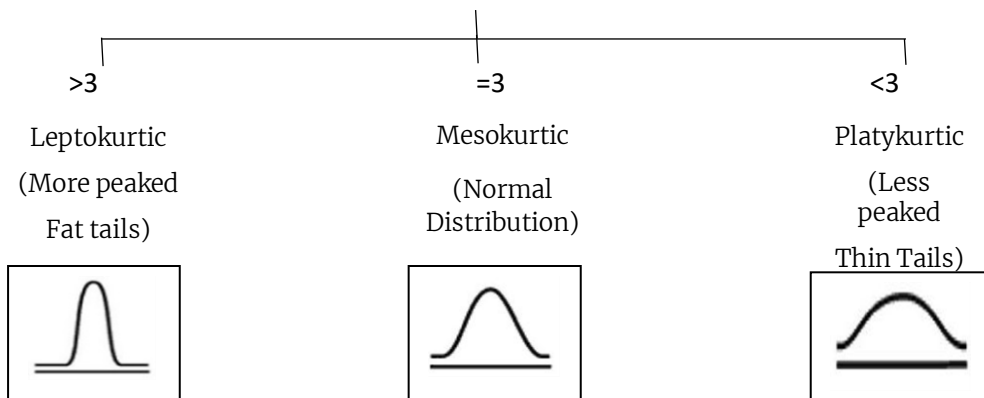 >3
Leptokurtic
(More peaked
Fat tails)
=3
Mesokurtic
(Normal
Distribution)
<3
Platykurtic
(Less
peaked
Thin Tails)